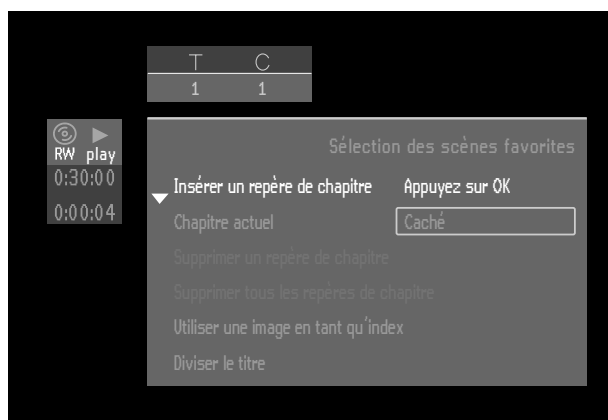 T C
1 1
RW play
0:30:00
0:00:04
Sélection des scènes favorites
Insérer un repère de chapitre Appuyez sur OK
Chapitre actuel Caché
Supprimer un repère de chapitre
Supprimer tous les repères de chapitre
Utiliser une image en tant qu'index
Diviser le titre